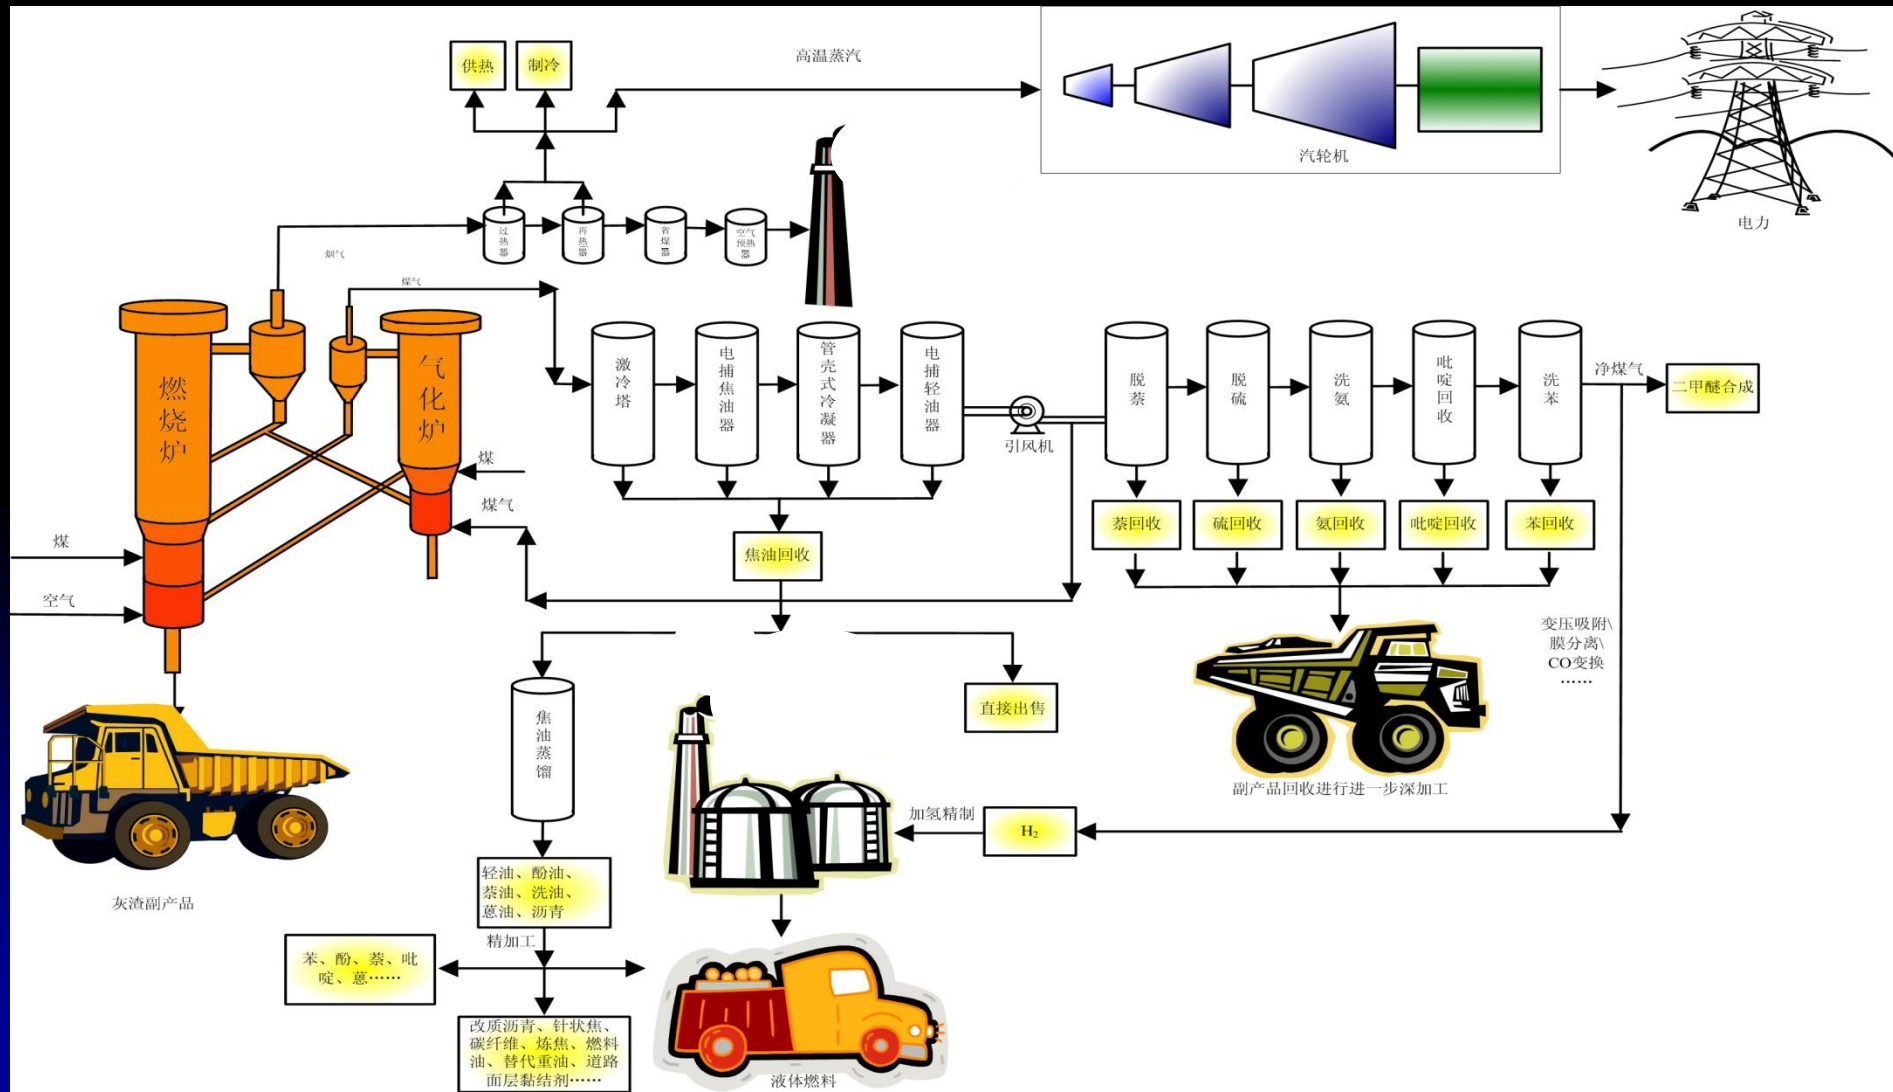 供热
制冷
高温蒸汽
汽轮机
电力
过热器
再热器
省煤器
空气
预热
器
烟气
煤气
燃烧炉
气化炉
激冷塔
电捕焦油器
管壳式冷凝器
电捕轻油器
引风机
脱萘
脱硫
洗氨
吡啶回收
洗苯
净煤气
二甲醚合成
煤
煤气
煤
空气
焦油回收
萘回收
硫回收
氨回收
吡啶回收
苯回收
变压吸附\
膜分离\
CO变换
……
焦油蒸馏
直接出售
副产品回收进行进一步深加工
加氢精制
H₂
灰渣副产品
轻油、酚油、
萘油、洗油、
蒽油、沥青
精加工
苯、酚、萘、吡
啶、蒽……
改质沥青、针状焦、
碳纤维、炼焦、燃料
油、替代重油、道路
面层黏结剂……
液体燃料